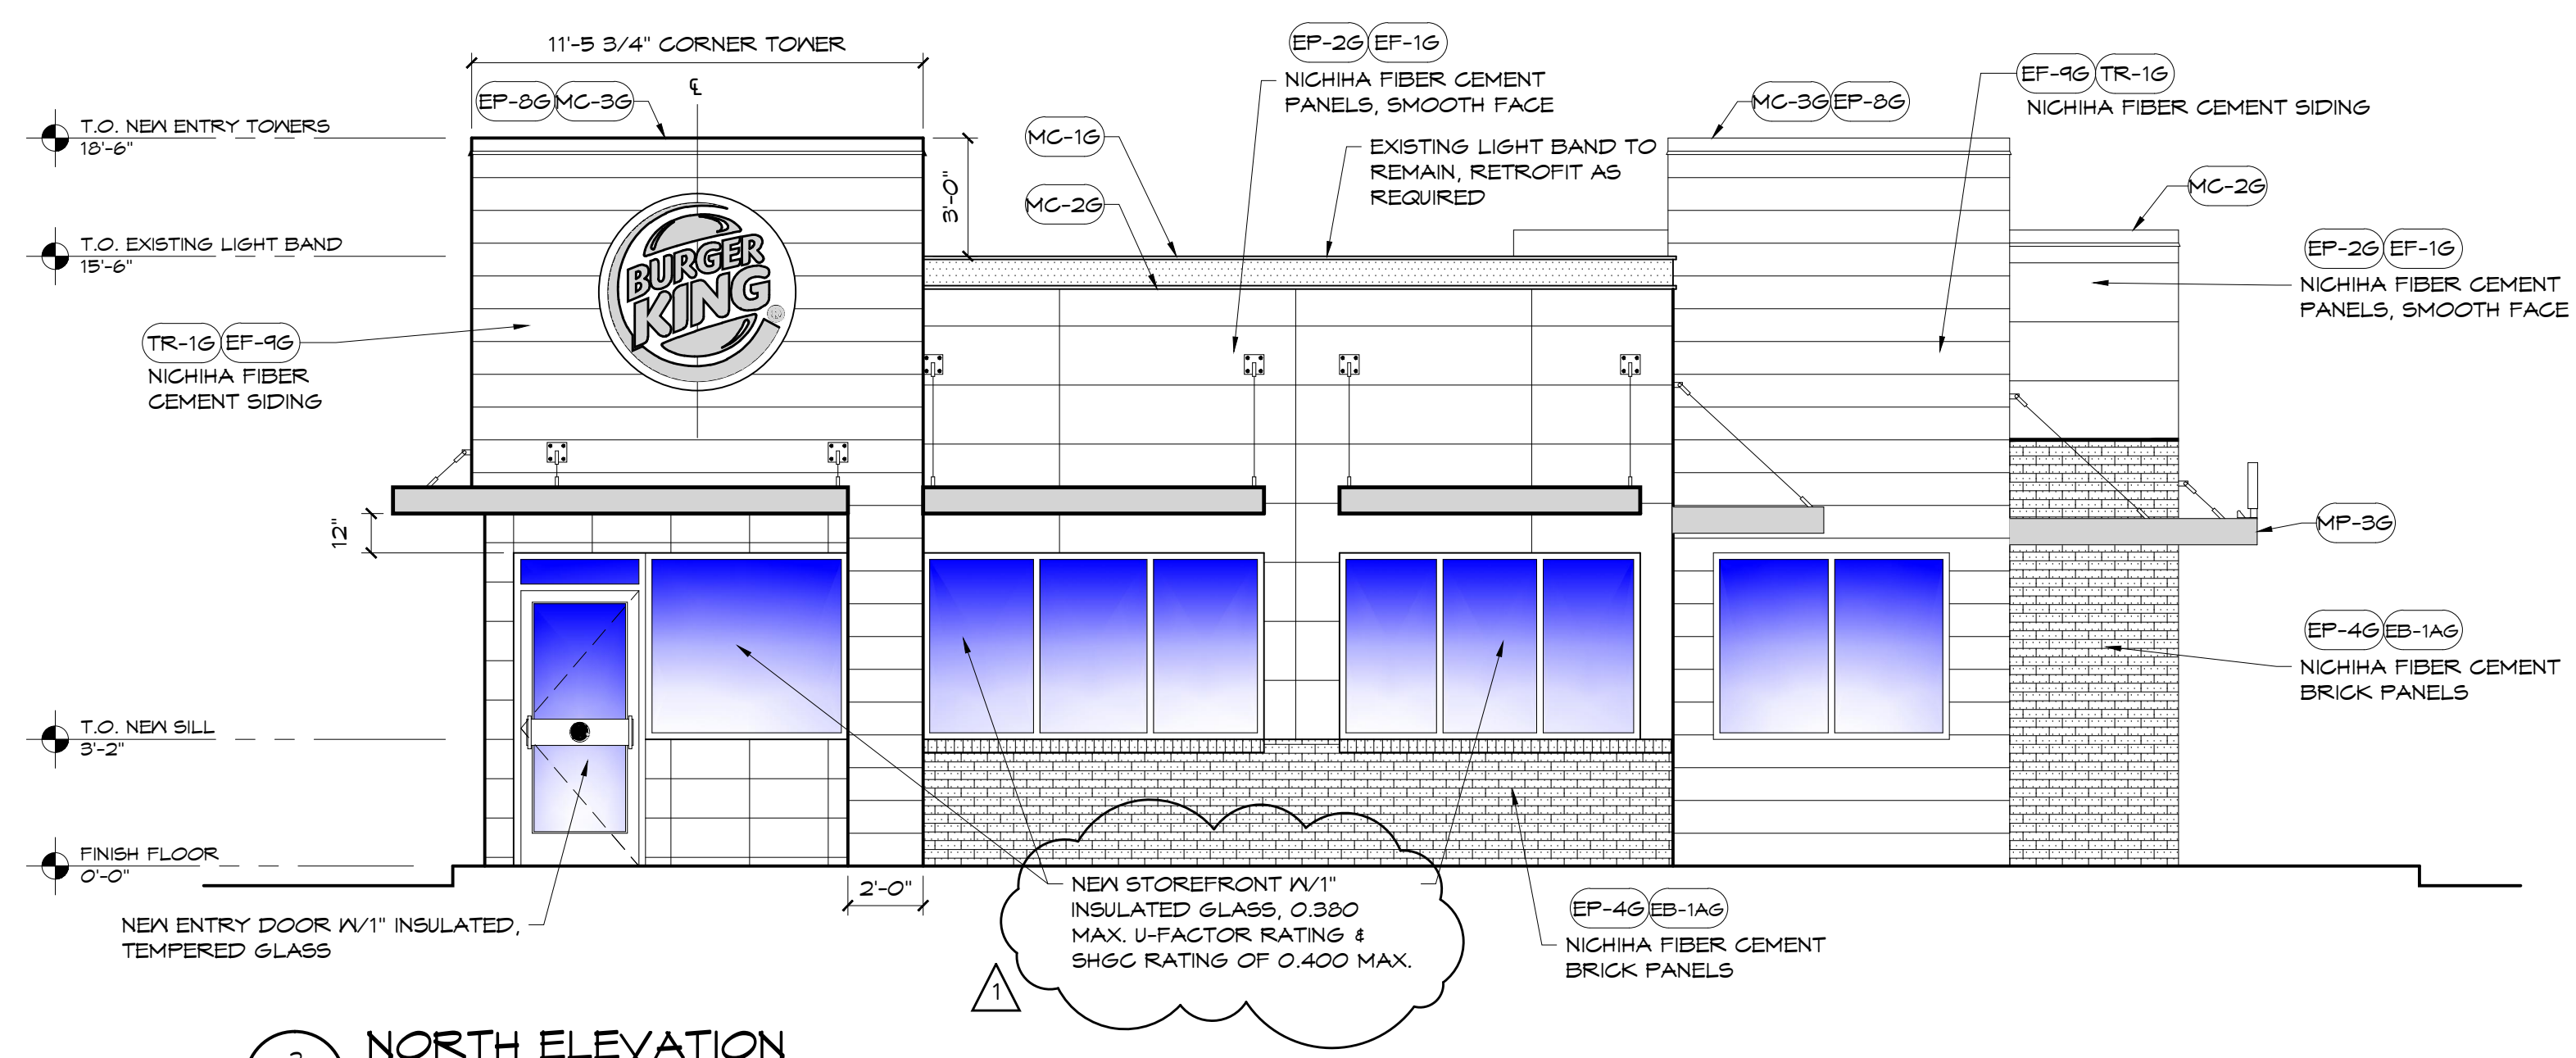 11'-5 3/4" CORNER TOWER
EP-8G MC-3G
℄
EP-2G EF-1G
NICHIHA FIBER CEMENT
PANELS, SMOOTH FACE
MC-3G EP-8G
EF-9G TR-1G
NICHIHA FIBER CEMENT SIDING
T.O. NEW ENTRY TOWERS
18'-6"
MC-1G
EXISTING LIGHT BAND TO
REMAIN, RETROFIT AS
REQUIRED
3'-0"
MC-2G
MC-2G
T.O. EXISTING LIGHT BAND
15'-6"
BURGER
KING
®
EP-2G EF-1G
NICHIHA FIBER CEMENT
PANELS, SMOOTH FACE
TR-1G EF-9G
NICHIHA FIBER
CEMENT SIDING
12"
MP-3G
EP-4G EB-1AG
NICHIHA FIBER CEMENT
BRICK PANELS
T.O. NEW SILL
3'-2"
FINISH FLOOR
0'-0"
2'-0"
NEW ENTRY DOOR W/1" INSULATED,
TEMPERED GLASS
NEW STOREFRONT W/1"
INSULATED GLASS, 0.380
MAX. U-FACTOR RATING &
SHGC RATING OF 0.400 MAX.
1
EP-4G EB-1AG
NICHIHA FIBER CEMENT
BRICK PANELS
NORTH ELEVATION